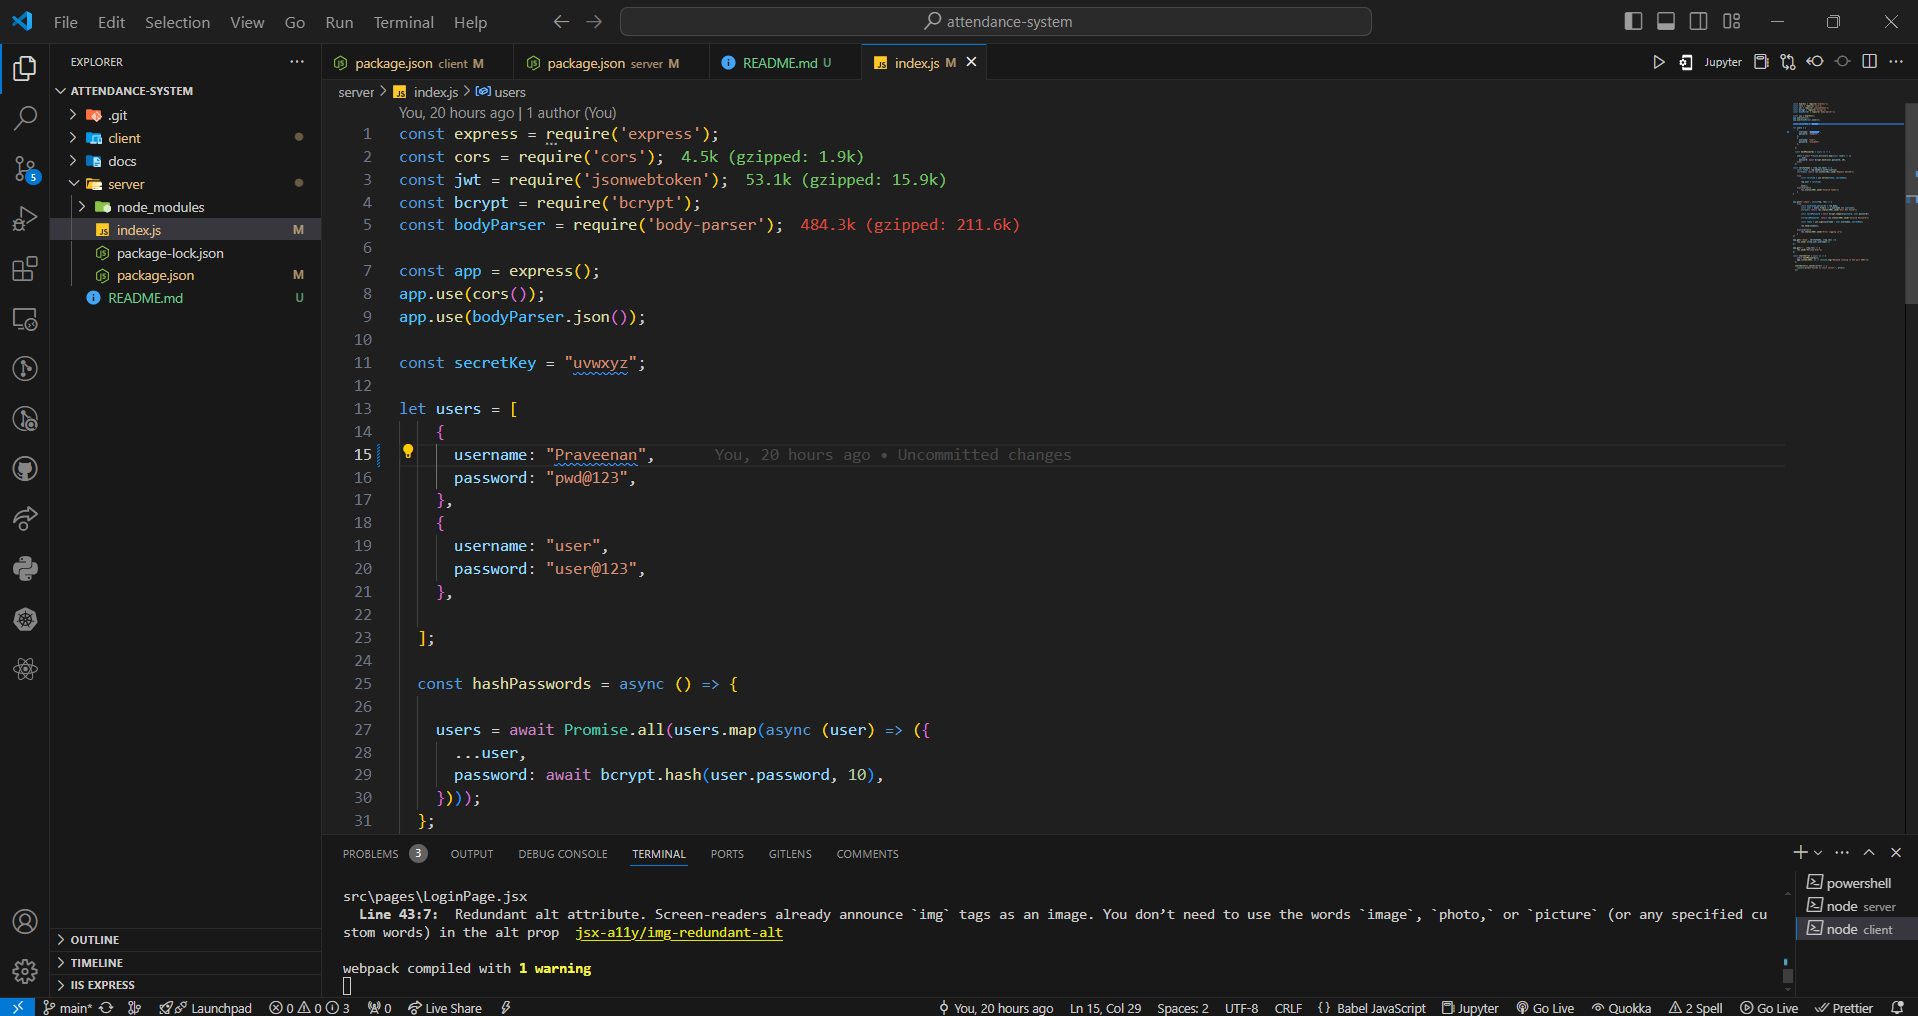 File Edit Selection View Go Run Terminal Help
attendance-system
EXPLORER
ATTENDANCE-SYSTEM
.git
client
docs
server
node_modules
index.js M
package-lock.json
package.json M
README.md U
5
OUTLINE
TIMELINE
IIS EXPRESS
package.json client M
package.json server M
README.md U
index.js M
Jupyter
server > index.js > users
You, 20 hours ago | 1 author (You)
1 const express = require('express');
2 const cors = require('cors'); 4.5k (gzipped: 1.9k)
3 const jwt = require('jsonwebtoken'); 53.1k (gzipped: 15.9k)
4 const bcrypt = require('bcrypt');
5 const bodyParser = require('body-parser'); 484.3k (gzipped: 211.6k)
6
7 const app = express();
8 app.use(cors());
9 app.use(bodyParser.json());
10
11 const secretKey = "uvwxyz";
12
13 let users = [
14 {
15 username: "Praveenan", You, 20 hours ago • Uncommitted changes
16 password: "pwd@123",
17 },
18 {
19 username: "user",
20 password: "user@123",
21 },
22
23 ];
24
25 const hashPasswords = async () => {
26
27 users = await Promise.all(users.map(async (user) => ({
28 ...user,
29 password: await bcrypt.hash(user.password, 10),
30 })));
31 };
PROBLEMS 3 OUTPUT DEBUG CONSOLE TERMINAL PORTS GITLENS COMMENTS
src\pages\LoginPage.jsx
Line 43:7: Redundant alt attribute. Screen-readers already announce `img` tags as an image. You don’t need to use the words `image`, `photo,` or `picture` (or any specified cu
stom words) in the alt prop jsx-a11y/img-redundant-alt
webpack compiled with 1 warning
powershell
node server
node client
main* Launchpad 0 0 3 0 Live Share You, 20 hours ago Ln 15, Col 29 Spaces: 2 UTF-8 CRLF {} Babel JavaScript Jupyter Go Live Quokka 2 Spell Go Live Prettier